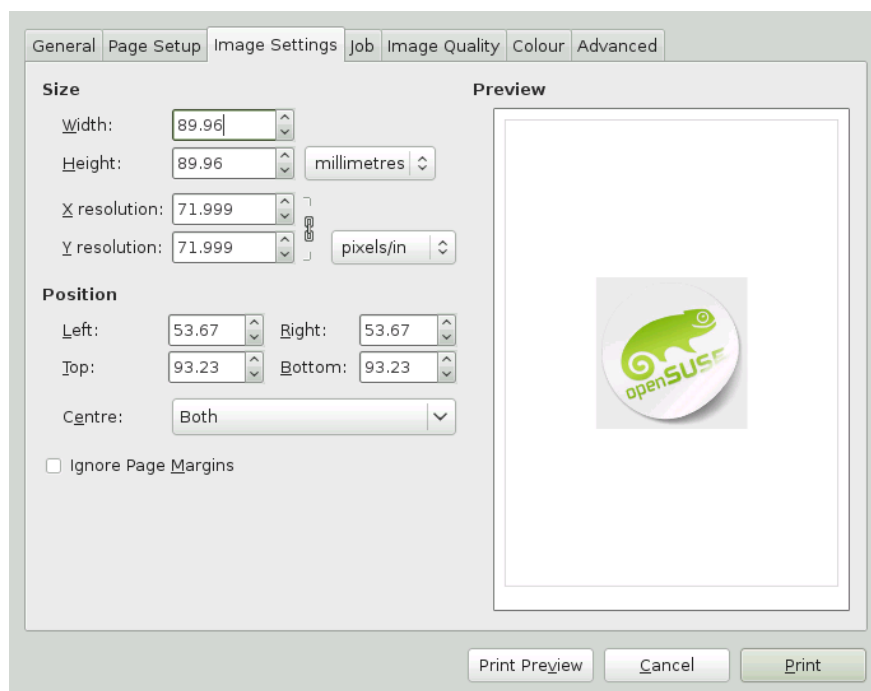 General Page Setup Image Settings Job Image Quality Colour Advanced
Size
Width: 89.96
Height: 89.96 millimetres
X resolution: 71.999
Y resolution: 71.999 pixels/in
Position
Left: 53.67 Right: 53.67
Top: 93.23 Bottom: 93.23
Centre: Both
Ignore Page Margins
Preview
openSUSE
Print Preview Cancel Print